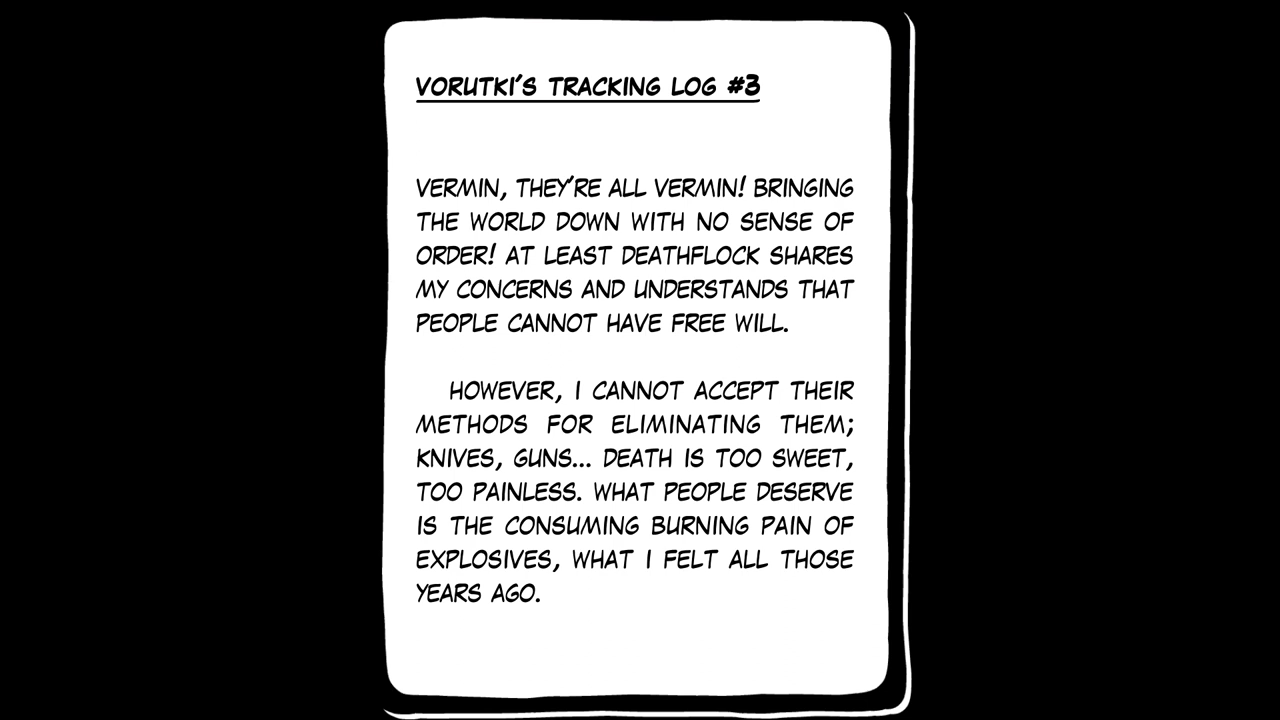 VORUTKI'S TRACKING LOG #3
VERMIN, THEY'RE ALL VERMIN! BRINGING
THE WORLD DOWN WITH NO SENSE OF
ORDER! AT LEAST DEATHFLOCK SHARES
MY CONCERNS AND UNDERSTANDS THAT
PEOPLE CANNOT HAVE FREE WILL.
HOWEVER, I CANNOT ACCEPT THEIR
METHODS FOR ELIMINATING THEM;
KNIVES, GUNS... DEATH IS TOO SWEET,
TOO PAINLESS. WHAT PEOPLE DESERVE
IS THE CONSUMING BURNING PAIN OF
EXPLOSIVES, WHAT I FELT ALL THOSE
YEARS AGO.